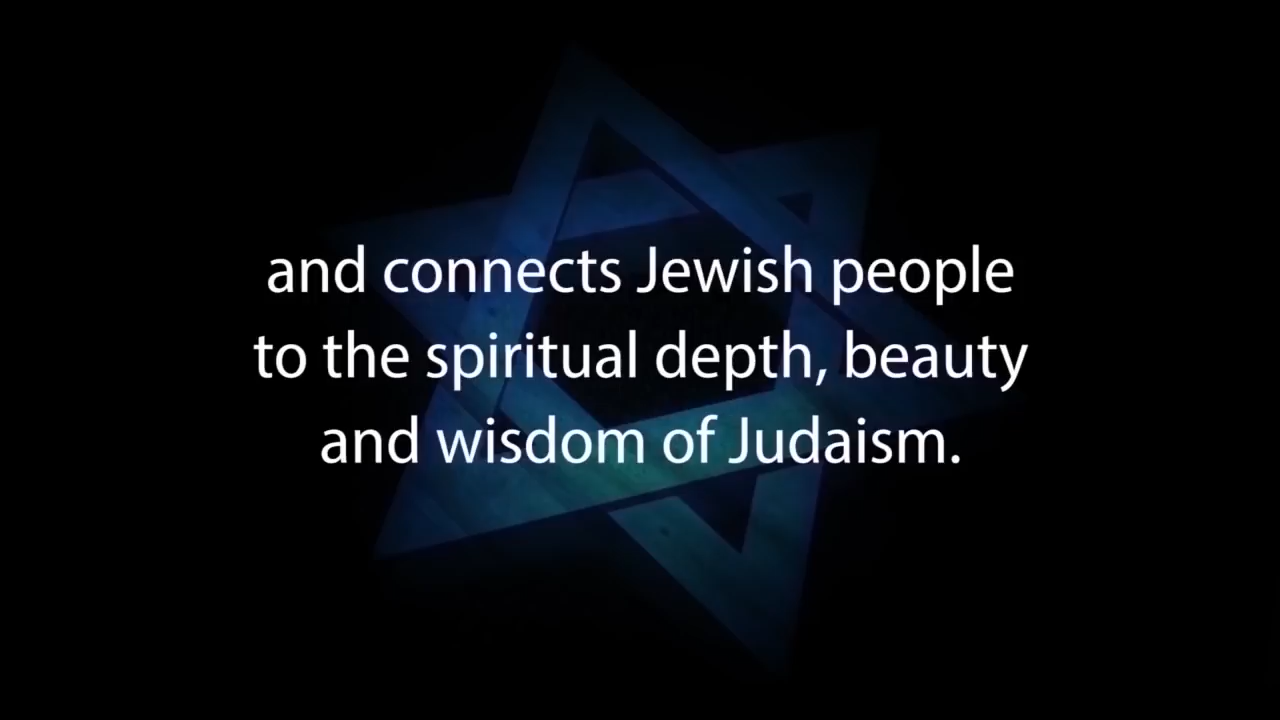 and connects Jewish people
to the spiritual depth, beauty
and wisdom of Judaism.